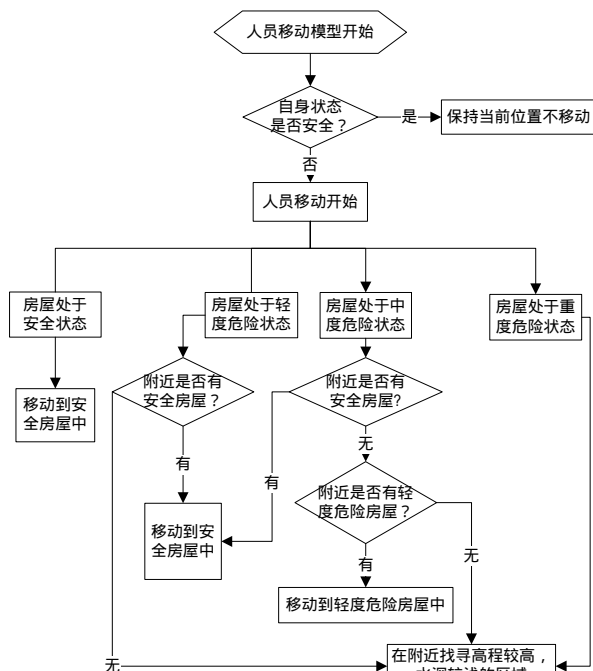 人员移动模型开始
自身状态
是否安全？
是
保持当前位置不移动
否
人员移动开始
房屋处于
安全状态
房屋处于轻
度危险状态
房屋处于中
度危险状态
房屋处于重
度危险状态
移动到安
全房屋中
附近是否有
安全房屋？
附近是否有
安全房屋?
有
有
无
移动到安
全房屋中
附近是否有轻
度危险房屋？
有
无
移动到轻度危险房屋中
无
在附近找寻高程较高，
水深较浅的区域